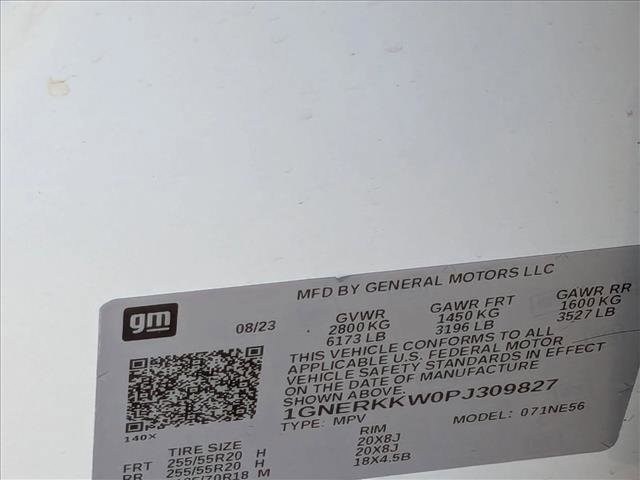 MFD BY GENERAL MOTORS LLC
gm 08/23 GVWR GAWR FRT GAWR RR
2800 KG 1450 KG 1600 KG
6173 LB 3196 LB 3527 LB
THIS VEHICLE CONFORMS TO ALL
APPLICABLE U.S. FEDERAL MOTOR
VEHICLE SAFETY STANDARDS IN EFFECT
ON THE DATE OF MANUFACTURE
SHOWN ABOVE.
1GNERKKW0PJ309827
TYPE: MPV MODEL: 071NE56
140X
TIRE SIZE RIM
FRT 255/55R20 H 20X8J
RR 255/55R20 H 20X8J
M 18X4.5B